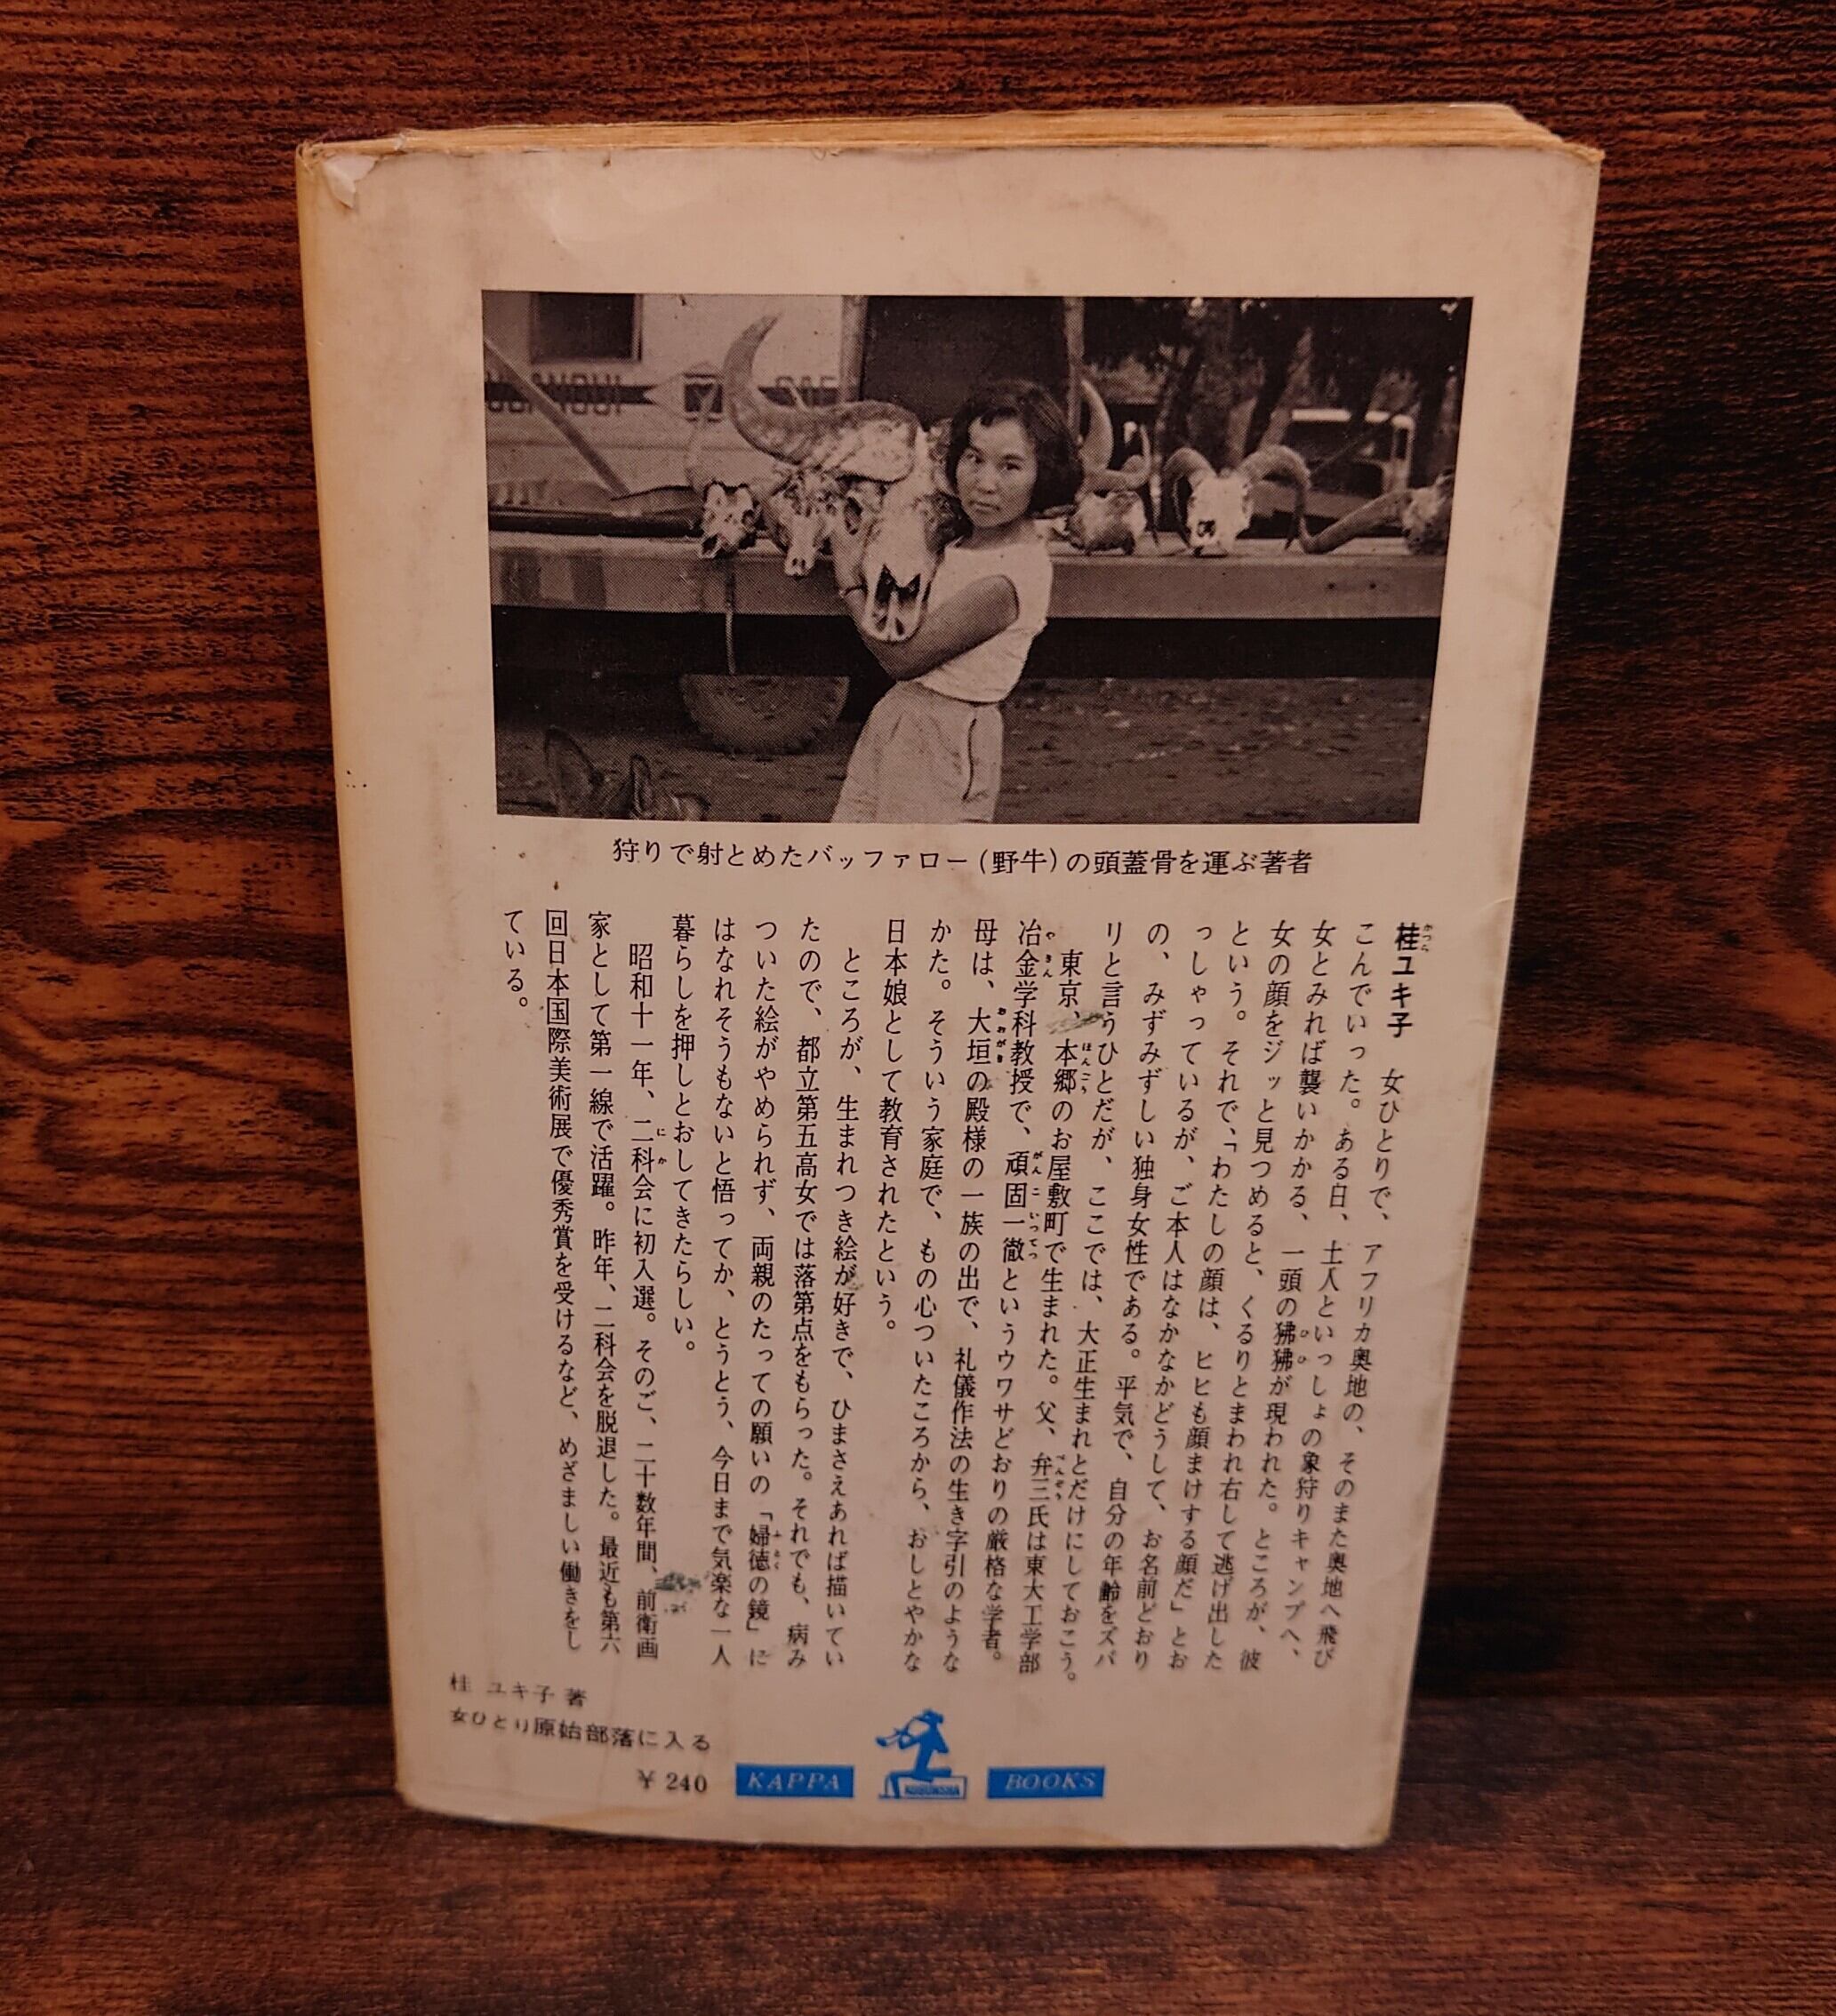 狩りで射とめたバッファロー(野牛)の頭蓋骨を運ぶ著者
桂ユキ子 女ひとりで、アフリカ奥地の、そのまた奥地へ飛び
こんでいった。ある日、土人といっしょの象狩りキャンプへ、
女とみれば襲いかかる、一頭の狒狒が現われた。ところが、彼
女の顔をジッと見つめると、くるりとまわれ右して逃げ出した
という。それで、「わたしの顔は、ヒヒも顔まけする顔だ」とお
っしゃっているが、ご本人はなかなかどうして、お名前どおり
の、みずみずしい独身女性である。平気で、自分の年齢をズバ
リと言うひとだが、ここでは、大正生まれとだけにしておこう。
東京、本郷のお屋敷町で生まれた。父、弁三氏は東大工学部
冶金学科教授で、頑固一徹というウワサどおりの厳格な学者。
母は、大垣の殿様の一族の出で、礼儀作法の生き字引のような
かた。そういう家庭で、もの心ついたころから、おしとやかな
日本娘として教育されたという。
ところが、生まれつき絵が好きで、ひまさえあれば描いてい
たので、都立第五高女では落第点をもらった。それでも、病み
ついた絵がやめられず、両親のたっての願いの「婦徳の鏡」に
はなれそうもないと悟ってか、とうとう、今日まで気楽な一人
暮らしを押しとおしてきたらしい。
昭和十一年、二科会に初入選。そのご、二十数年間、前衛画
家として第一線で活躍。昨年、二科会を脱退した。最近も第六
回日本国際美術展で優秀賞を受けるなど、めざましい働きをし
ている。
桂 ユキ子 著
女ひとり原始部落に入る
¥ 240
KAPPA
KOBUNSHA
BOOKS